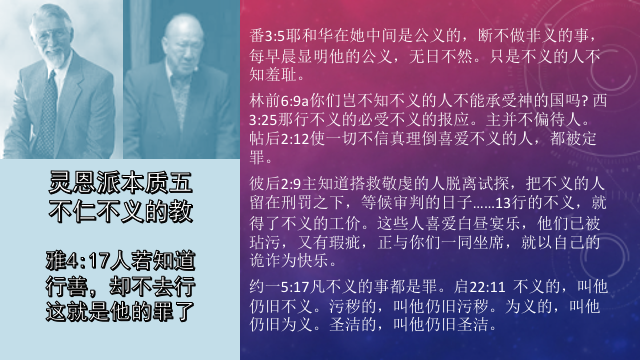 灵恩派本质五
不仁不义的教
雅4:17人若知道
行善，却不去行
这就是他的罪了
番3:5耶和华在她中间是公义的，断不做非义的事，
每早晨显明他的公义，无日不然。只是不义的人不
知羞耻。
林前6:9a你们岂不知不义的人不能承受神的国吗? 西
3:25那行不义的必受不义的报应。主并不偏待人。
帖后2:12使一切不信真理倒喜爱不义的人，都被定
罪。
彼后2:9主知道搭救敬虔的人脱离试探，把不义的人
留在刑罚之下，等候审判的日子……13行的不义，就
得了不义的工价。这些人喜爱白昼宴乐，他们已被
玷污，又有瑕疵，正与你们一同坐席，就以自己的
诡诈为快乐。
约一5:17凡不义的事都是罪。启22:11 不义的，叫他
仍旧不义。污秽的，叫他仍旧污秽。为义的，叫他
仍旧为义。圣洁的，叫他仍旧圣洁。